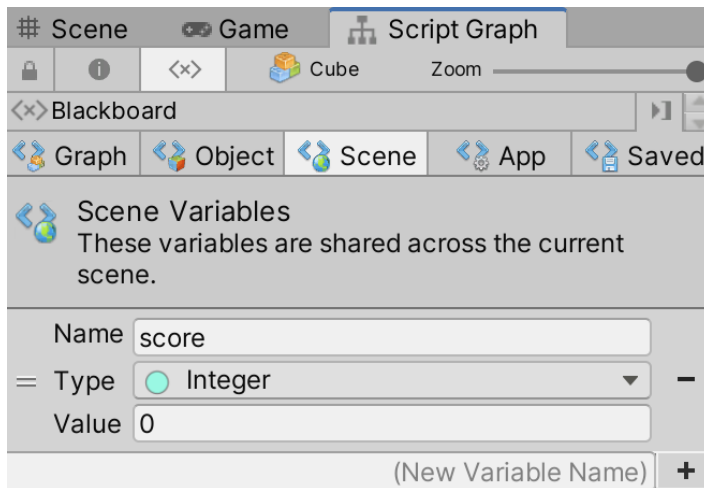 Scene Game Script Graph
Cube Zoom
Blackboard
Graph Object Scene App Saved
Scene Variables
These variables are shared across the current
scene.
Name score
Type Integer
Value 0
(New Variable Name)